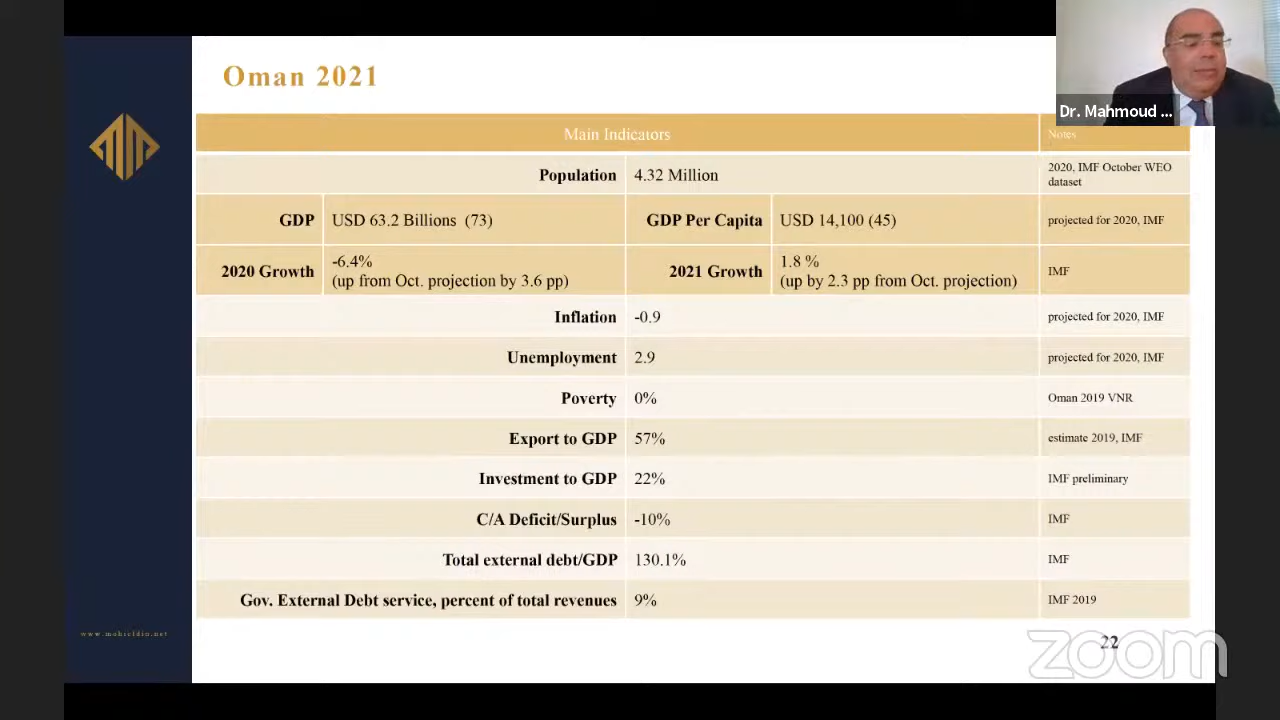 Oman 2021
Dr. Mahmoud ...
Main Indicators
Notes
Population
4.32 Million
2020, IMF October WEO
dataset
GDP
USD 63.2 Billions (73)
GDP Per Capita
USD 14,100 (45)
projected for 2020, IMF
2020 Growth
-6.4%
(up from Oct. projection by 3.6 pp)
2021 Growth
1.8 %
(up by 2.3 pp from Oct. projection)
IMF
Inflation
-0.9
projected for 2020, IMF
Unemployment
2.9
projected for 2020, IMF
Poverty
0%
Oman 2019 VNR
Export to GDP
57%
estimate 2019, IMF
Investment to GDP
22%
IMF preliminary
C/A Deficit/Surplus
-10%
IMF
Total external debt/GDP
130.1%
IMF
Gov. External Debt service, percent of total revenues
9%
IMF 2019
www.mohieldin.net
22
zoom